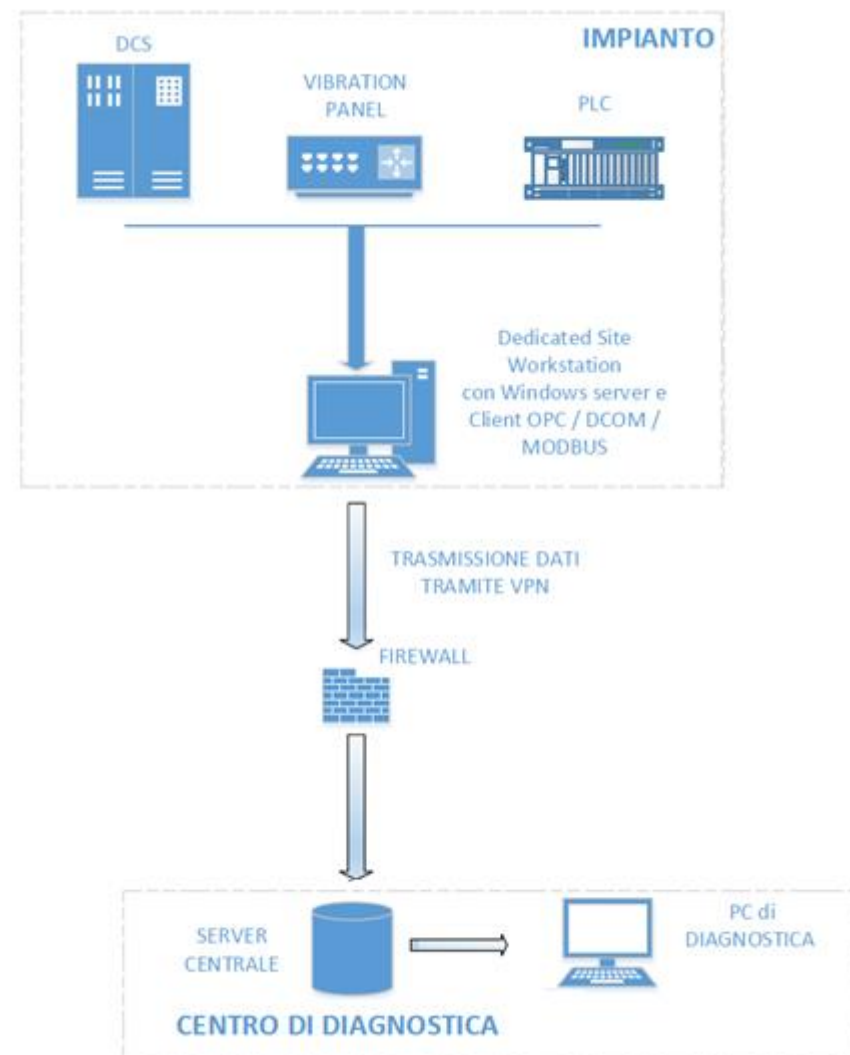 IMPIANTO
DCS
VIBRATION
PANEL
PLC
Dedicated Site
Workstation
con Windows server e
Client OPC / DCOM /
MODBUS
TRASMISSIONE DATI
TRAMITE VPN
FIREWALL
SERVER
CENTRALE
PC di
DIAGNOSTICA
CENTRO DI DIAGNOSTICA